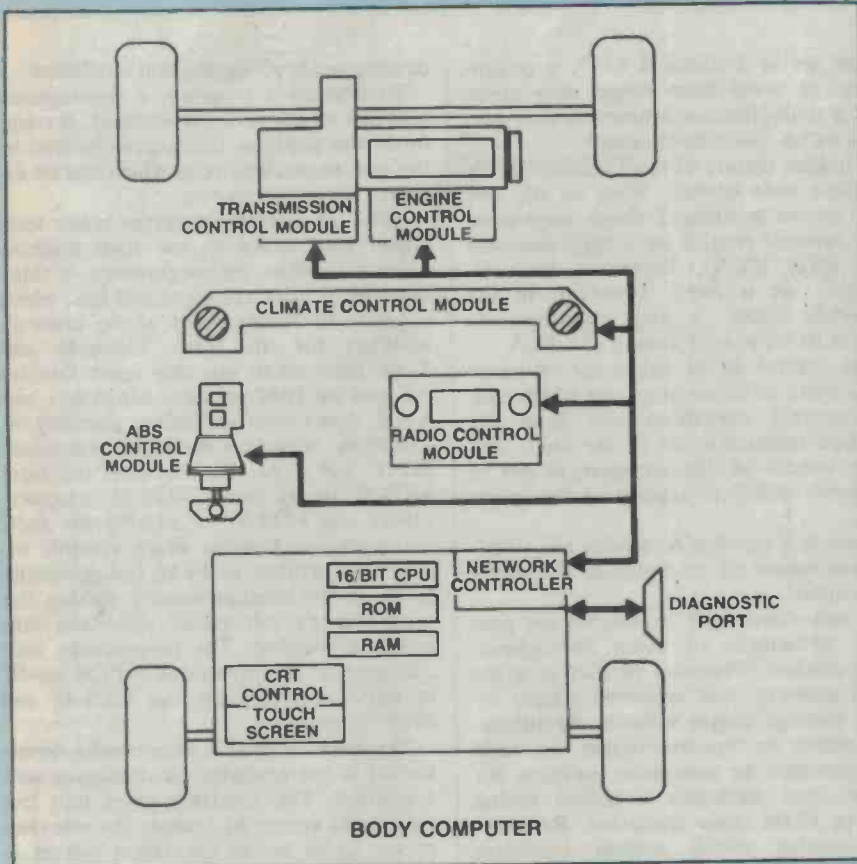 TRANSMISSION
CONTROL MODULE
ENGINE
CONTROL
MODULE
CLIMATE CONTROL MODULE
ABS
CONTROL
MODULE
RADIO CONTROL
MODULE
16/BIT CPU
ROM
RAM
NETWORK
CONTROLLER
DIAGNOSTIC
PORT
CRT
CONTROL
TOUCH
SCREEN
BODY COMPUTER